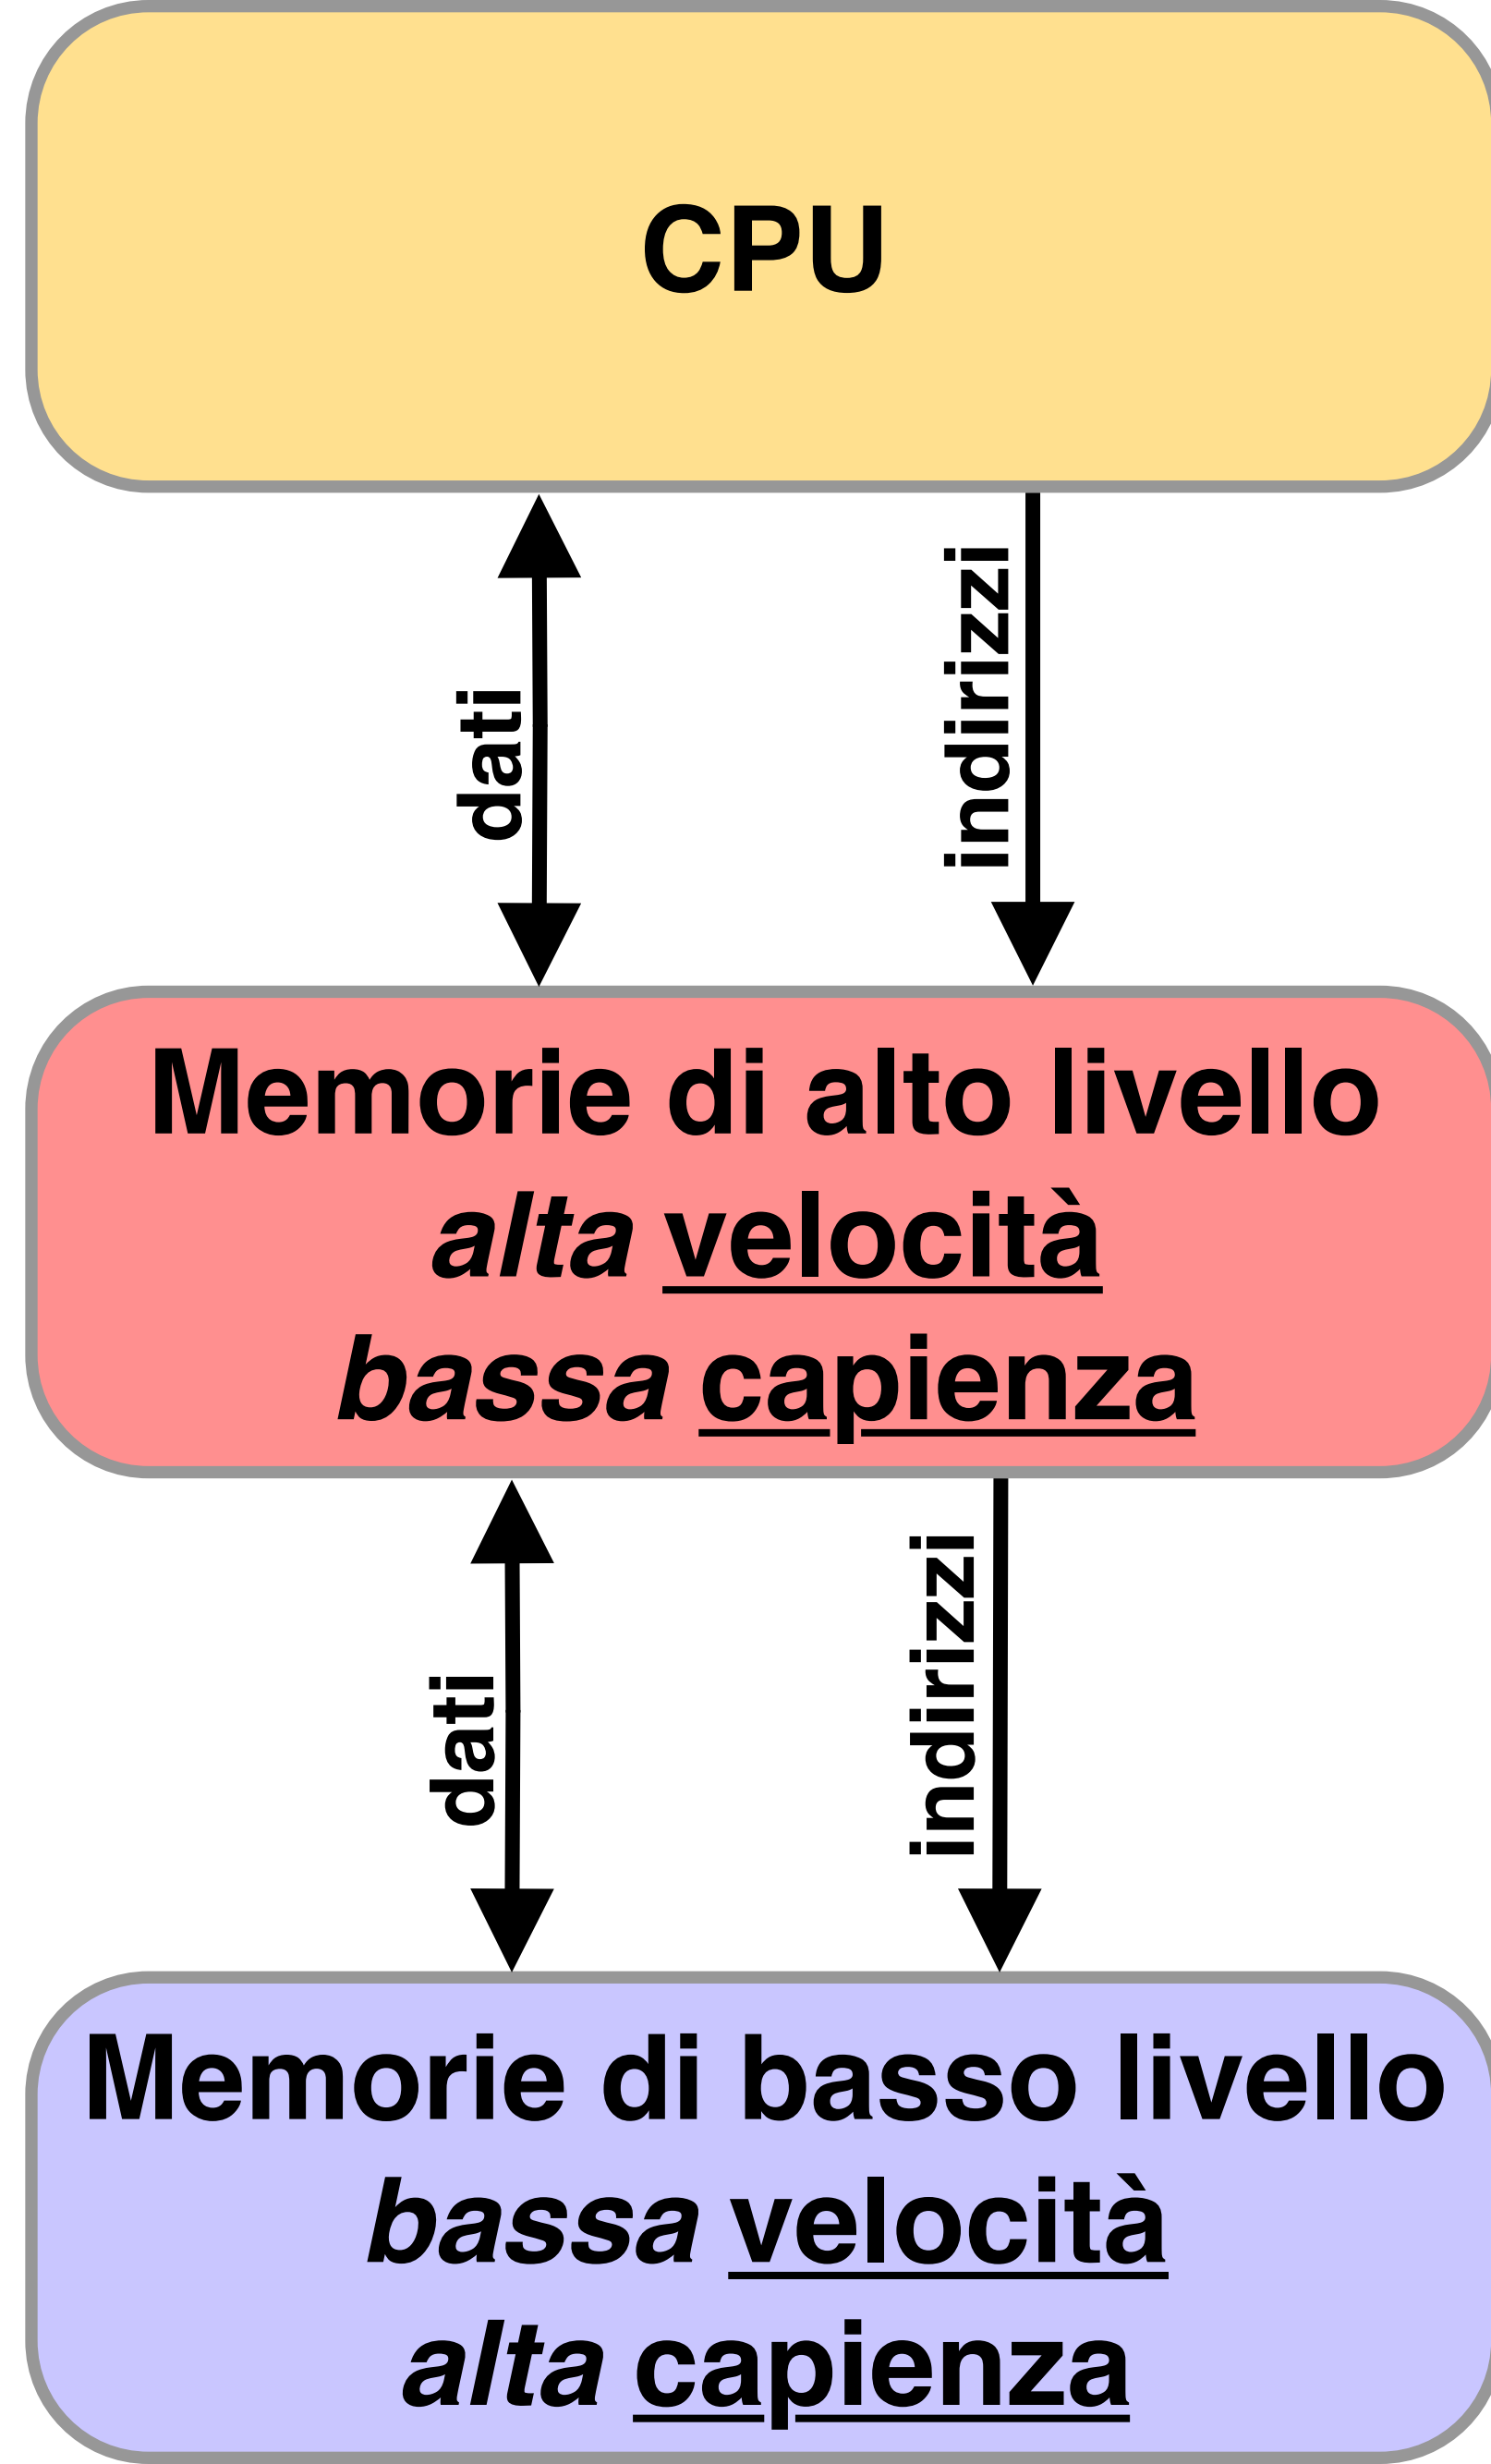 CPU
dati
indirizzi
Memorie di alto livello
alta velocità
bassa capienza
dati
indirizzi
Memorie di basso livello
bassa velocità
alta capienza